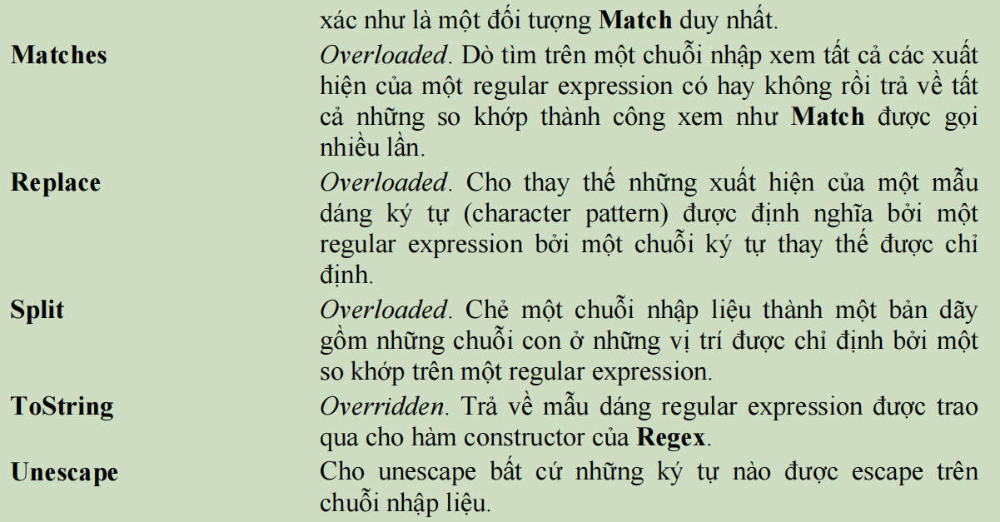 xác như là một đối tượng Match duy nhất.
Matches Overloaded. Dò tìm trên một chuỗi nhập xem tất cả các xuất
hiện của một regular expression có hay không rồi trả về tất
cả những so khớp thành công xem như Match được gọi
nhiều lần.
Replace Overloaded. Cho thay thế những xuất hiện của một mẫu
dáng ký tự (character pattern) được định nghĩa bởi một
regular expression bởi một chuỗi ký tự thay thế được chỉ
định.
Split Overloaded. Chẻ một chuỗi nhập liệu thành một bản dãy
gồm những chuỗi con ở những vị trí được chỉ định bởi một
so khớp trên một regular expression.
ToString Overridden. Trả về mẫu dáng regular expression được trao
qua cho hàm constructor của Regex.
Unescape Cho unescape bất cứ những ký tự nào được escape trên
chuỗi nhập liệu.